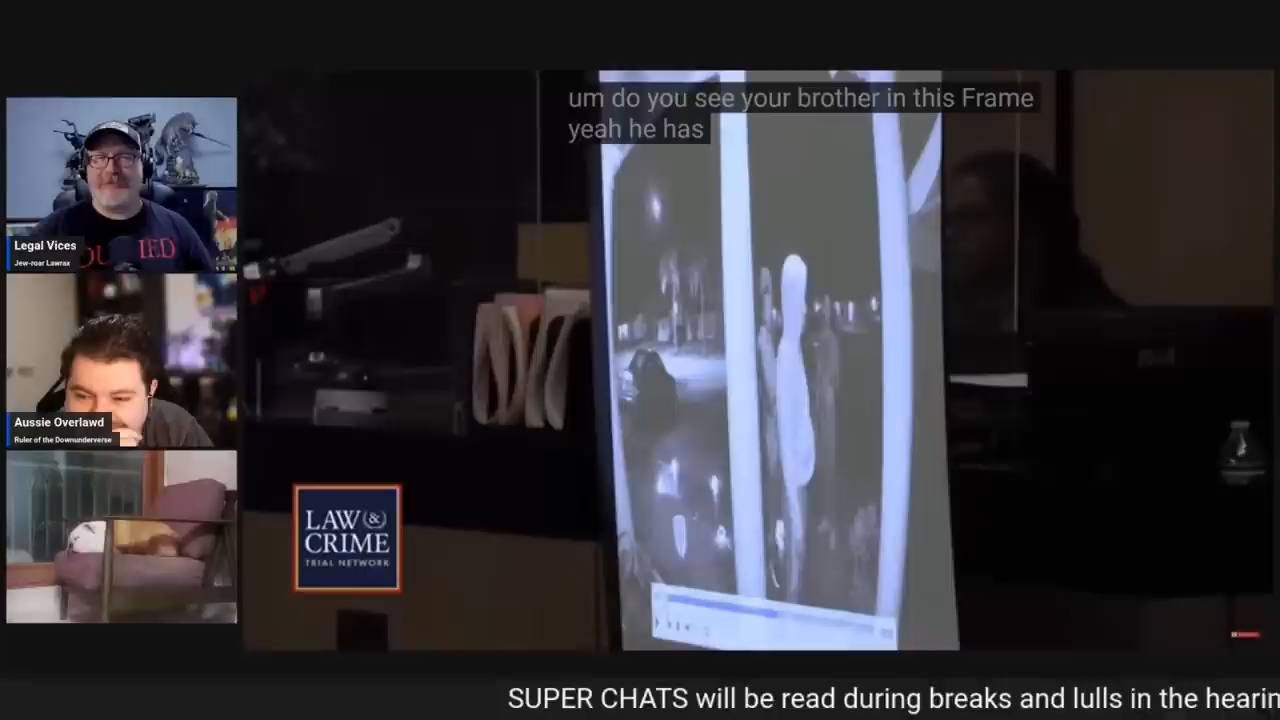 um do you see your brother in this Frame
yeah he has
Legal Vices
Jew-roar Lawrax
Aussie Overlawd
Ruler of the Downunderverse
LAW &
CRIME
TRIAL NETWORK
SUPER CHATS will be read during breaks and lulls in the hearin